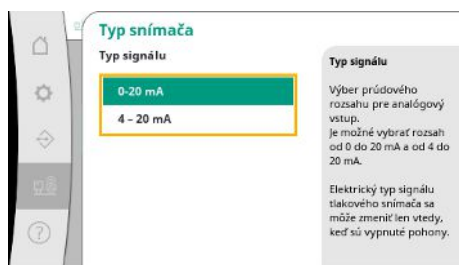 Typ snímača
Typ signálu
0-20 mA
4 – 20 mA
Typ signálu
Výber prúdového
rozsahu pre analógový
vstup.
Je možné vybrať rozsah
od 0 do 20 mA a od 4 do
20 mA.
Elektrický typ signálu
tlakového snímača sa
môže zmeniť len vtedy,
keď sú vypnuté pohony.
?